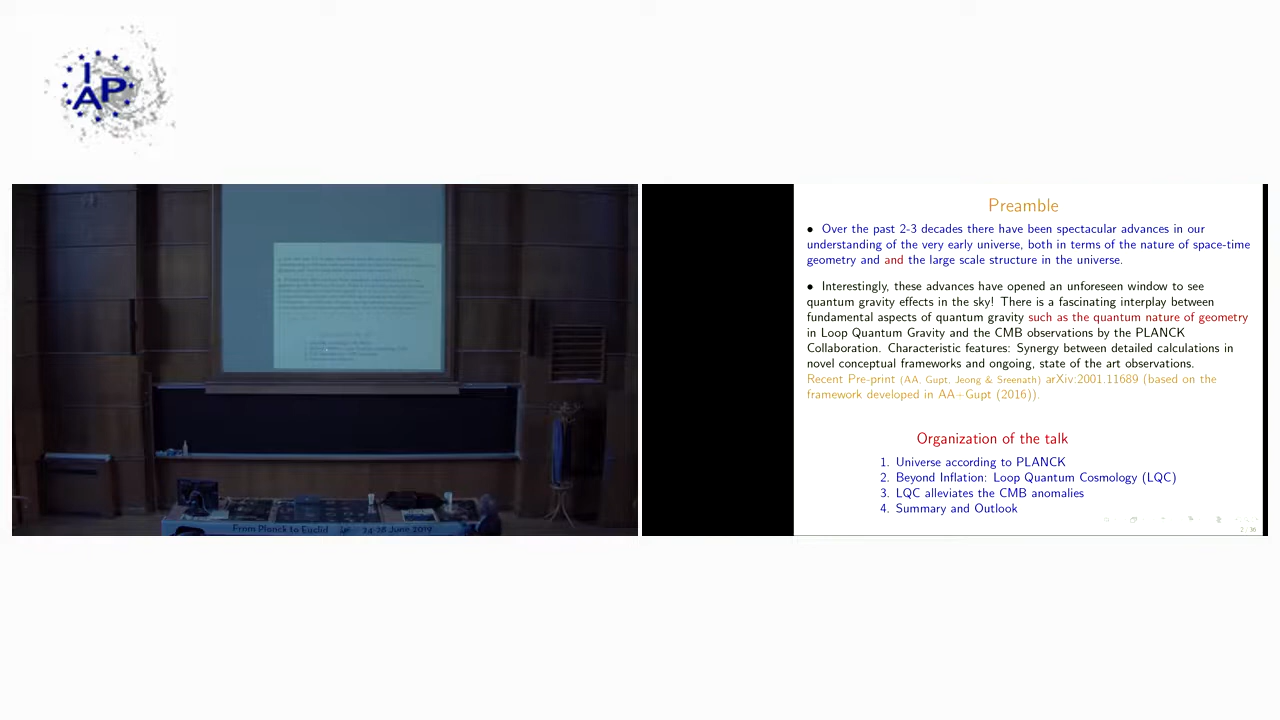 IAP
From Planck to Euclid
24-28 June 2019
Preamble
• Over the past 2-3 decades there have been spectacular advances in our
understanding of the very early universe, both in terms of the nature of space-time
geometry and and the large scale structure in the universe.
• Interestingly, these advances have opened an unforeseen window to see
quantum gravity effects in the sky! There is a fascinating interplay between
fundamental aspects of quantum gravity such as the quantum nature of geometry
in Loop Quantum Gravity and the CMB observations by the PLANCK
Collaboration. Characteristic features: Synergy between detailed calculations in
novel conceptual frameworks and ongoing, state of the art observations.
Recent Pre-print (AA, Gupt, Jeong & Sreenath) arXiv:2001.11689 (based on the
framework developed in AA+Gupt (2016)).
Organization of the talk
1. Universe according to PLANCK
2. Beyond Inflation: Loop Quantum Cosmology (LQC)
3. LQC alleviates the CMB anomalies
4. Summary and Outlook
2 / 36